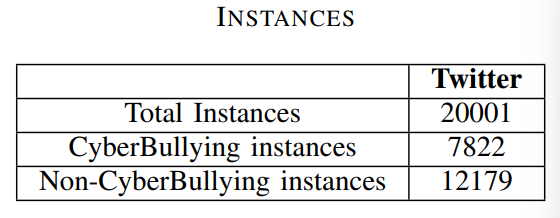 INSTANCES
Twitter
Total Instances 20001
CyberBullying instances 7822
Non-CyberBullying instances 12179